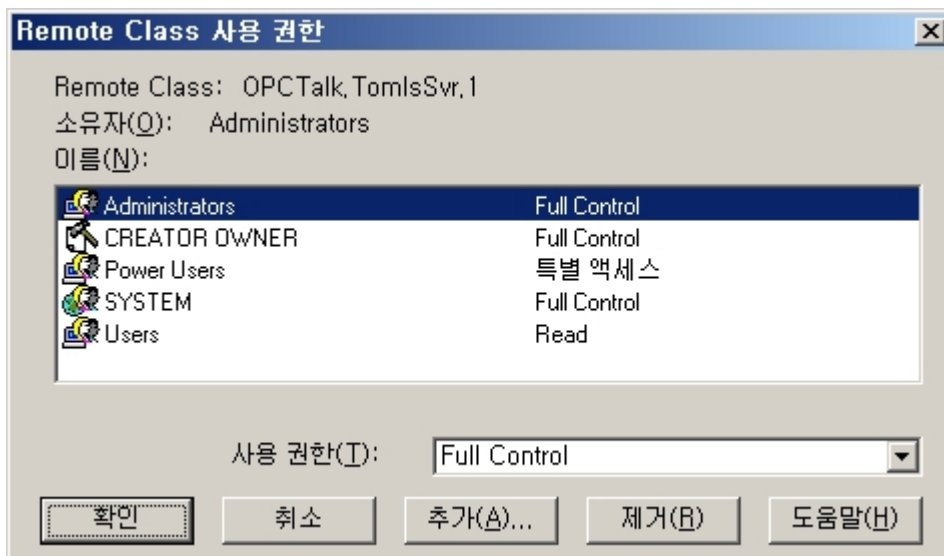 Remote Class 사용 권한
Remote Class: OPCTalk.TomlsSvr.1
소유자(O): Administrators
이름(N):
Administrators Full Control
CREATOR OWNER Full Control
Power Users 특별 액세스
SYSTEM Full Control
Users Read
사용 권한(T): Full Control
확인 취소 추가(A)... 제거(R) 도움말(H)